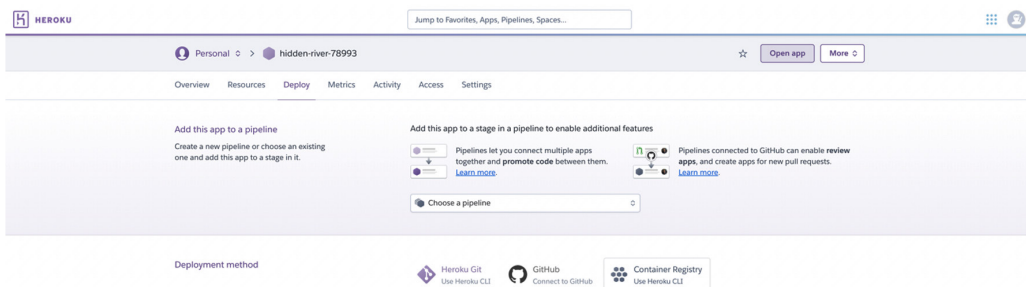 HEROKU
Jump to Favorites, Apps, Pipelines, Spaces...
Personal > hidden-river-78993
Open app
More
Overview Resources Deploy Metrics Activity Access Settings
Add this app to a pipeline
Create a new pipeline or choose an existing
one and add this app to a stage in it.
Add this app to a stage in a pipeline to enable additional features
Pipelines let you connect multiple apps
together and promote code between them.
Learn more.
Pipelines connected to GitHub can enable review
apps, and create apps for new pull requests.
Learn more.
Choose a pipeline
Deployment method
Heroku Git
Use Heroku CLI
GitHub
Connect to GitHub
Container Registry
Use Heroku CLI